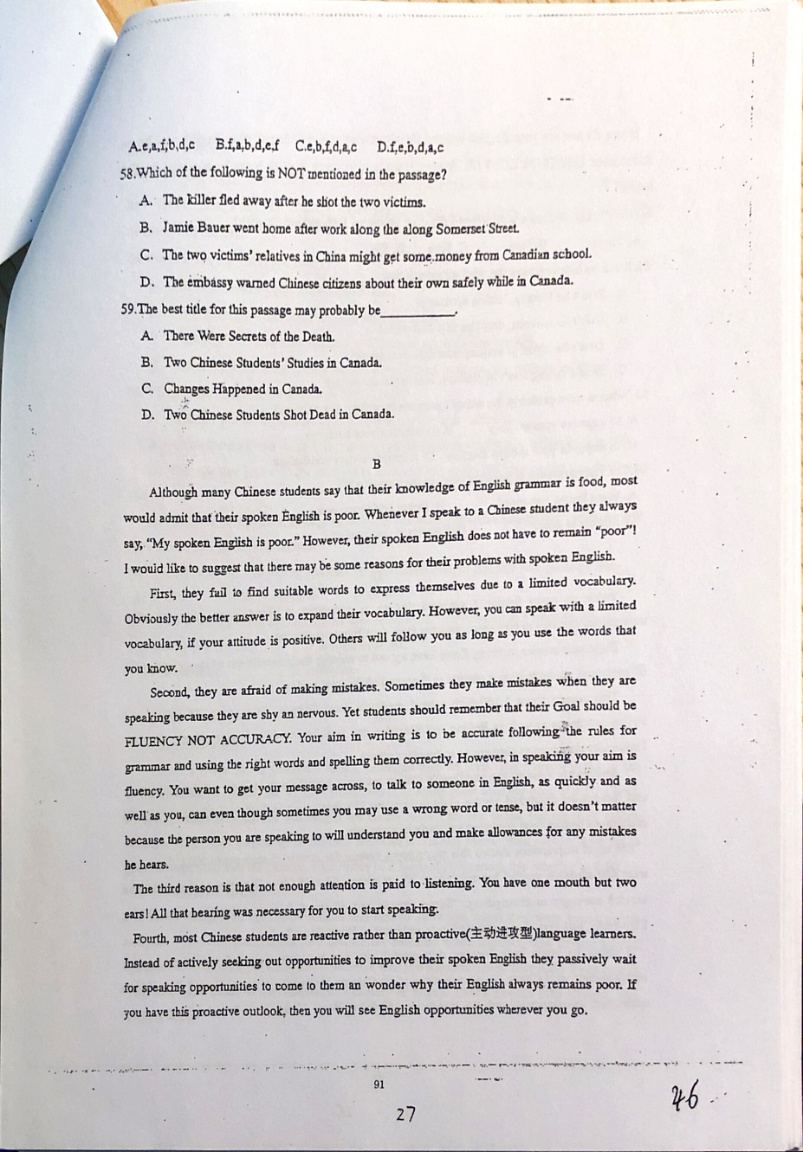 A.e,a,f,b,d,c B.f,a,b,d,e,f C.e,b,f,d,a,c D.f,e,b,d,a,c
58.Which of the following is NOT mentioned in the passage?
A. The killer fled away after he shot the two victims.
B. Jamie Bauer went home after work along the along Somerset Street.
C. The two victims' relatives in China might get some money from Canadian school.
D. The embassy warned Chinese citizens about their own safely while in Canada.
59.The best title for this passage may probably be__________.
A. There Were Secrets of the Death.
B. Two Chinese Students' Studies in Canada.
C. Changes Happened in Canada.
D. Two Chinese Students Shot Dead in Canada.
B
Although many Chinese students say that their knowledge of English grammar is food, most
would admit that their spoken English is poor. Whenever I speak to a Chinese student they always
say, "My spoken English is poor." However, their spoken English does not have to remain "poor"!
I would like to suggest that there may be some reasons for their problems with spoken English.
First, they fail to find suitable words to express themselves due to a limited vocabulary.
Obviously the better answer is to expand their vocabulary. However, you can speak with a limited
vocabulary, if your attitude is positive. Others will follow you as long as you use the words that
you know.
Second, they are afraid of making mistakes. Sometimes they make mistakes when they are
speaking because they are shy an nervous. Yet students should remember that their Goal should be
FLUENCY NOT ACCURACY. Your aim in writing is to be accurate following the rules for
grammar and using the right words and spelling them correctly. However, in speaking your aim is
fluency. You want to get your message across, to talk to someone in English, as quickly and as
well as you, can even though sometimes you may use a wrong word or tense, but it doesn't matter
because the person you are speaking to will understand you and make allowances for any mistakes
he hears.
The third reason is that not enough attention is paid to listening. You have one mouth but two
ears! All that hearing was necessary for you to start speaking.
Fourth, most Chinese students are reactive rather than proactive(主动进攻型)language learners.
Instead of actively seeking out opportunities to improve their spoken English they passively wait
for speaking opportunities to come to them an wonder why their English always remains poor. If
you have this proactive outlook, then you will see English opportunities wherever you go.
91
27
46